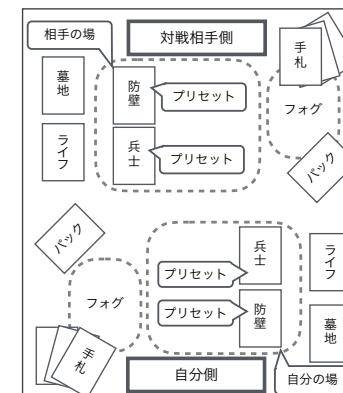 相手の場
対戦相手側
手札
墓地
防壁
プリセット
フォグ
ライフ
兵士
プリセット
パック
パック
兵士
ライフ
プリセット
フォグ
プリセット
防壁
墓地
手札
自分側
自分の場